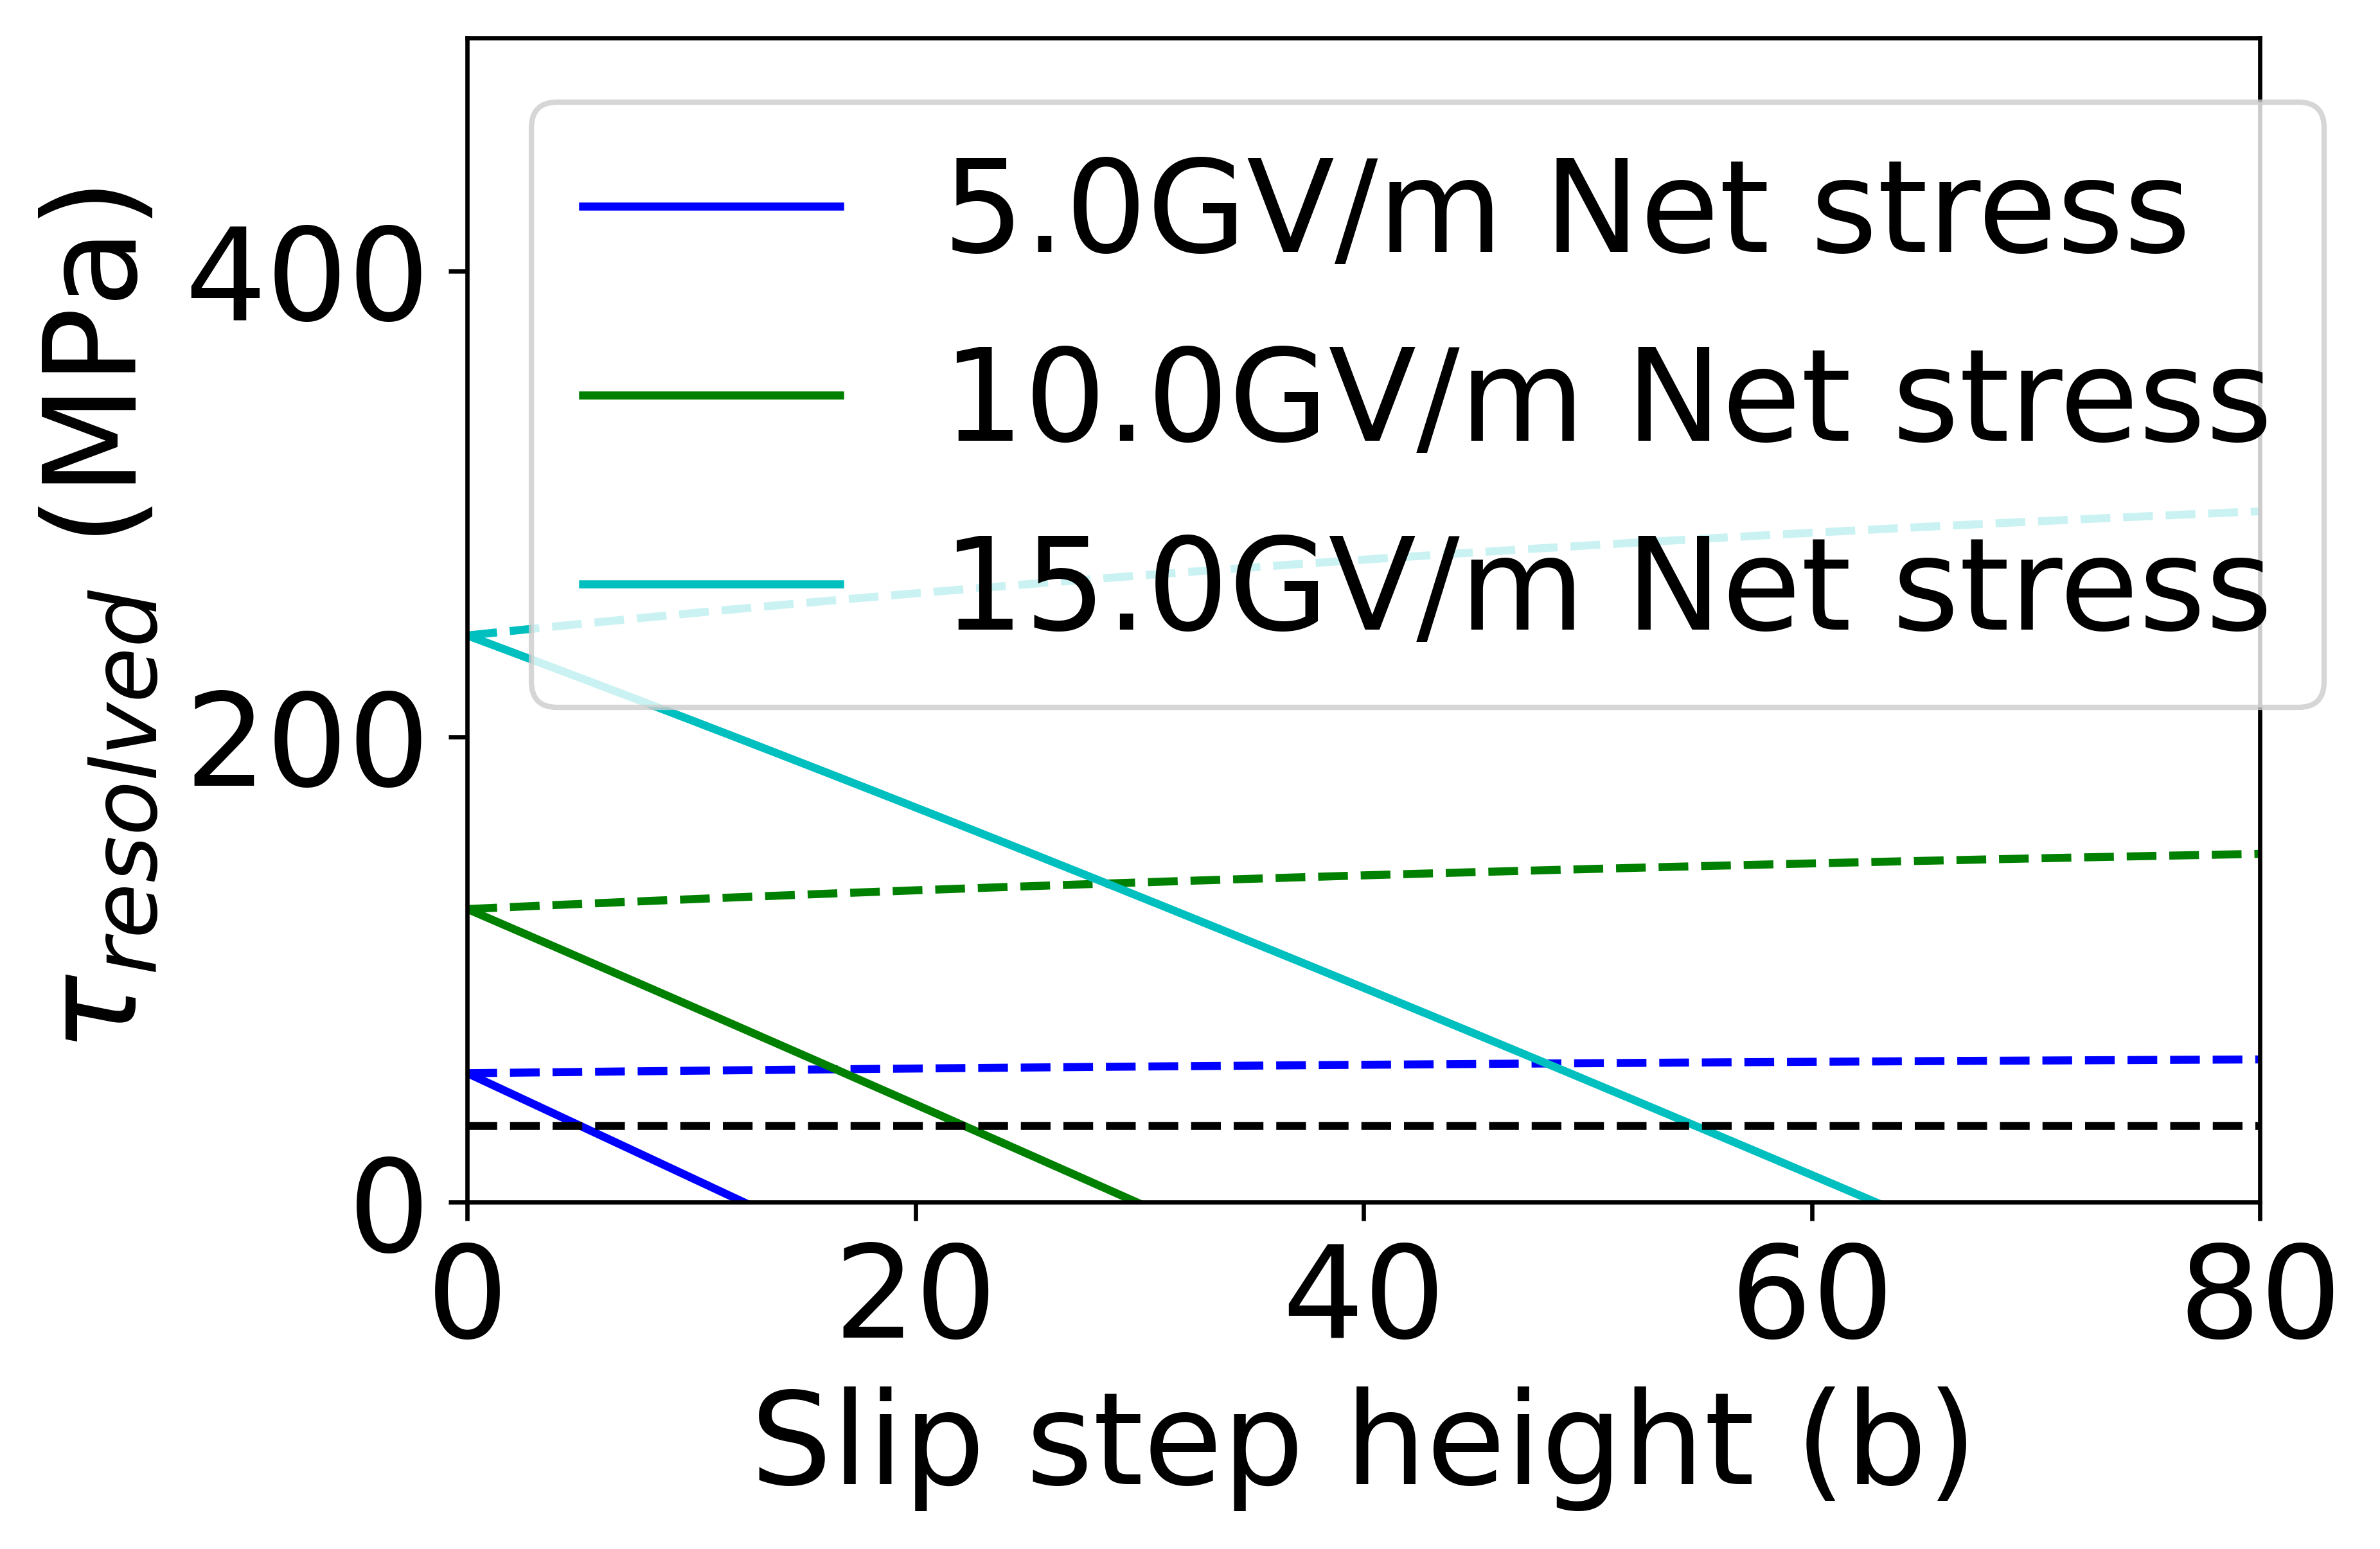 τresolved (MPa)
400
200
0
5.0GV/m Net stress
10.0GV/m Net stress
15.0GV/m Net stress
0 20 40 60 80
Slip step height (b)